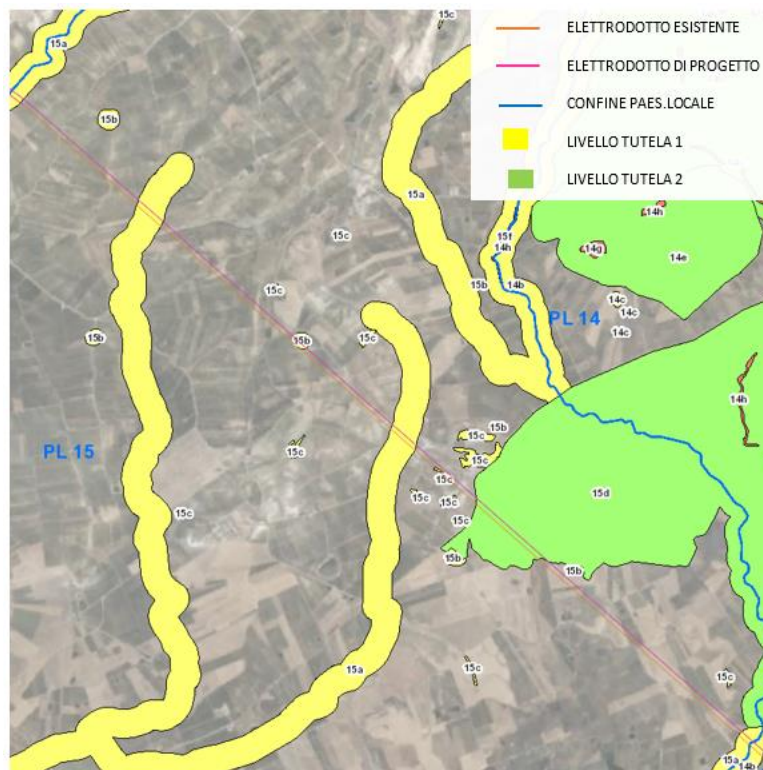 ELETTRODOTTO ESISTENTE
ELETTRODOTTO DI PROGETTO
CONFINE PAES.LOCALE
LIVELLO TUTELA 1
LIVELLO TUTELA 2
15c
15a
15b
15a
14h
15f
14h
14g
14e
15c
15b
14b
15c
14c
14c
PL 14
14c
15b
15b
15c
14h
15b
15c
PL 15
15c
15c
15c
15d
15c
15c
15c
15c
15b
15b
15a
15c
15c
15a
14b